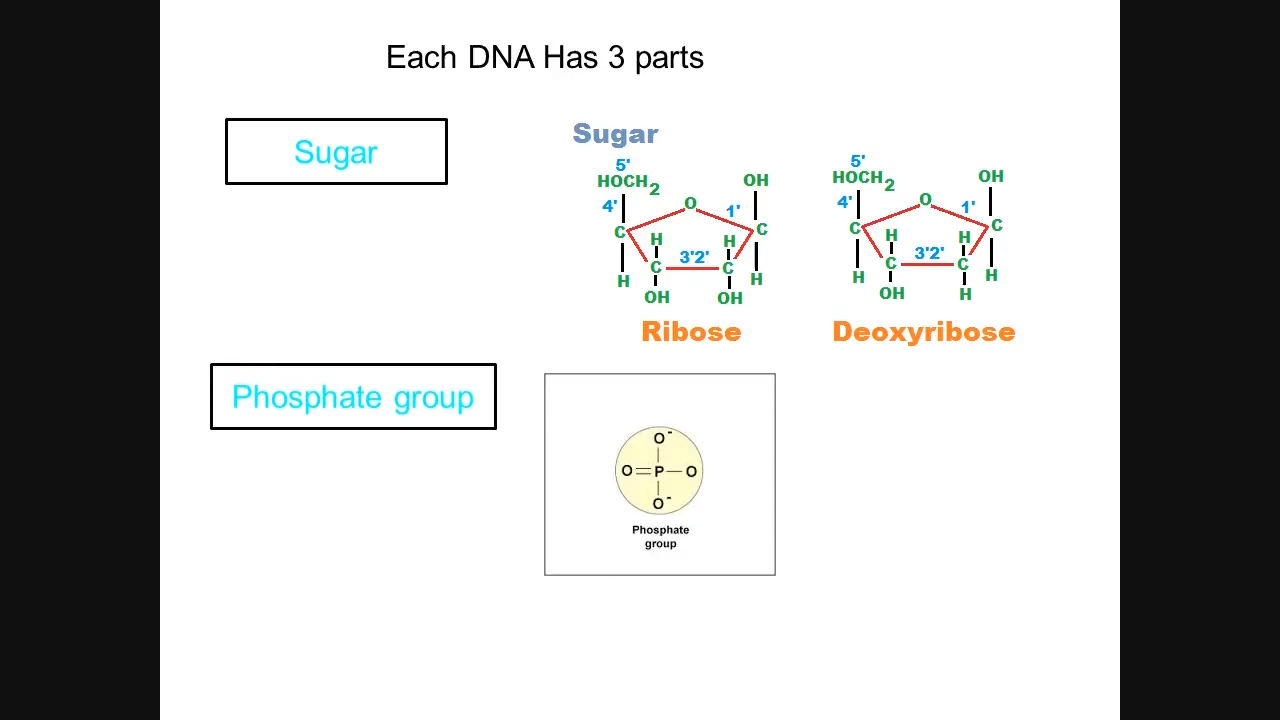 Each DNA Has 3 parts
Sugar
Sugar
5'
HOCH2
OH
4'
O
1'
C
H
H
C
3'2'
C
C
H
H
OH
OH
Ribose
5'
HOCH2
OH
4'
O
1'
C
H
H
C
3'2'
C
C
H
H
OH
H
Deoxyribose
Phosphate group
O-
O=P–O
O-
Phosphate
group